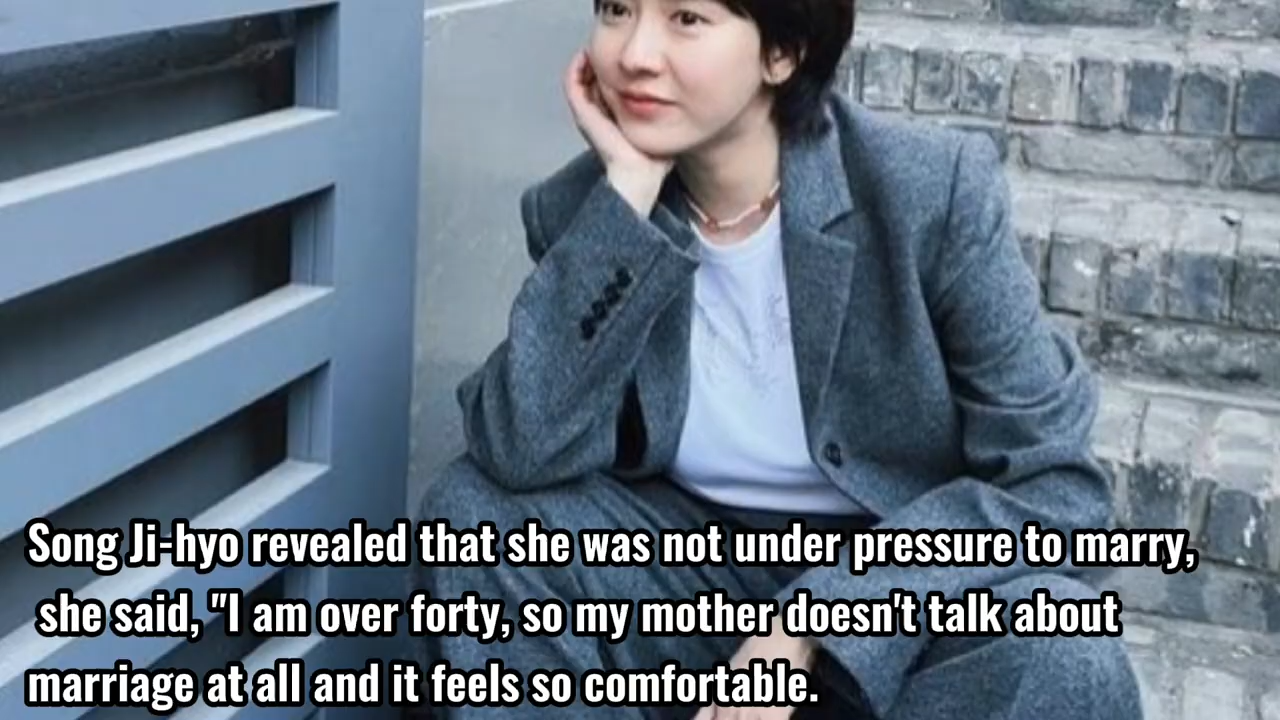 Song Ji-hyo revealed that she was not under pressure to marry,
she said, "I am over forty, so my mother doesn't talk about
marriage at all and it feels so comfortable.